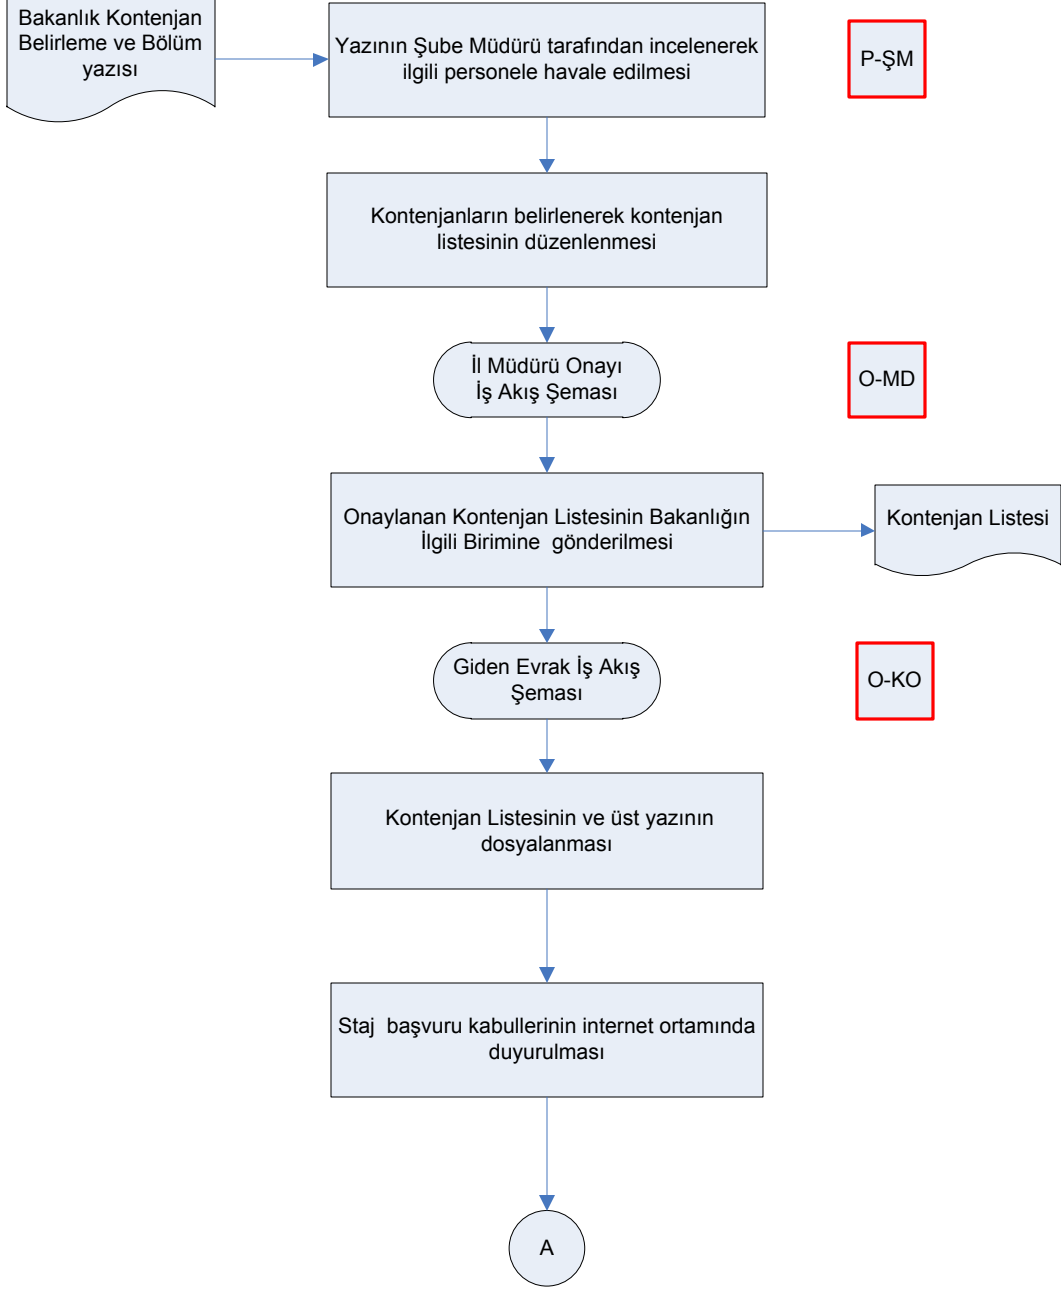 Bakanlık Kontenjan
Belirleme ve Bölüm
yazısı
Yazının Şube Müdürü tarafından incelenerek
ilgili personele havale edilmesi
P-ŞM
Kontenjanların belirlenerek kontenjan
listesinin düzenlenmesi
İl Müdürü Onayı
İş Akış Şeması
O-MD
Onaylanan Kontenjan Listesinin Bakanlığın
İlgili Birimine gönderilmesi
Kontenjan Listesi
Giden Evrak İş Akış
Şeması
O-KO
Kontenjan Listesinin ve üst yazının
dosyalanması
Staj başvuru kabullerinin internet ortamında
duyurulması
A